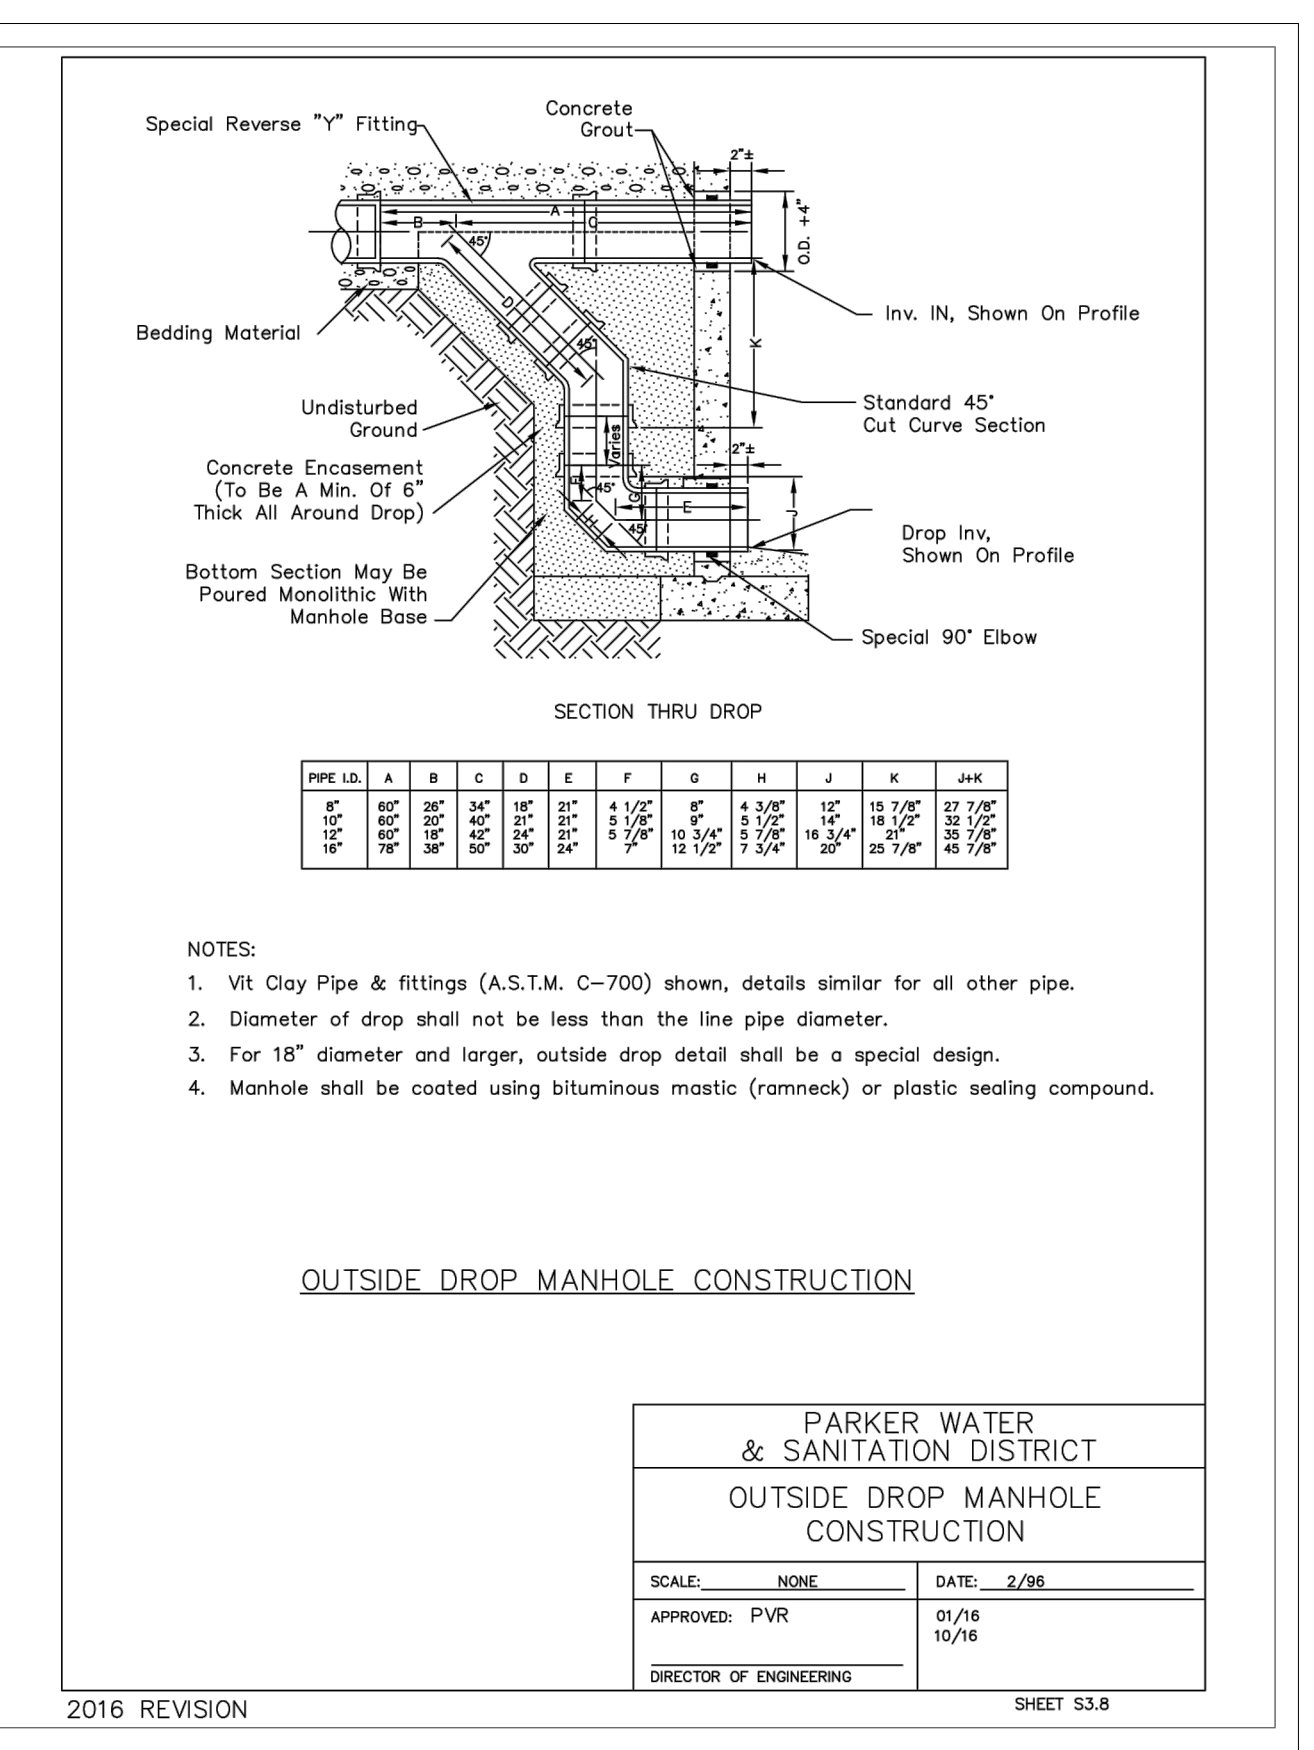 Special Reverse "Y" Fitting
Concrete
Grout
2"±
A
B
C
45°
O.D. +4"
D
Inv. IN, Shown On Profile
Bedding Material
K
45°
Undisturbed
Ground
Standard 45°
Cut Curve Section
Varies
2"±
Concrete Encasement
(To Be A Min. Of 6"
Thick All Around Drop)
F
45°
G
E
J
H
45°
Drop Inv,
Shown On Profile
Bottom Section May Be
Poured Monolithic With
Manhole Base
Special 90° Elbow
SECTION THRU DROP
PIPE I.D. A B C D E F G H J K J+K
8" 60" 26" 34" 18" 21" 4 1/2" 8" 4 3/8" 12" 15 7/8" 27 7/8"
10" 60" 20" 40" 21" 21" 5 1/8" 9" 5 1/2" 14" 18 1/2" 32 1/2"
12" 60" 18" 42" 24" 21" 5 7/8" 10 3/4" 5 7/8" 16 3/4" 21" 35 7/8"
16" 78" 38" 50" 30" 24" 7" 12 1/2" 7 3/4" 20" 25 7/8" 45 7/8"
NOTES:
1. Vit Clay Pipe & fittings (A.S.T.M. C-700) shown, details similar for all other pipe.
2. Diameter of drop shall not be less than the line pipe diameter.
3. For 18" diameter and larger, outside drop detail shall be a special design.
4. Manhole shall be coated using bituminous mastic (ramneck) or plastic sealing compound.
OUTSIDE DROP MANHOLE CONSTRUCTION
PARKER WATER
& SANITATION DISTRICT
OUTSIDE DROP MANHOLE
CONSTRUCTION
SCALE: NONE
DATE: 2/96
APPROVED: PVR
01/16
10/16
DIRECTOR OF ENGINEERING
2016 REVISION
SHEET S3.8